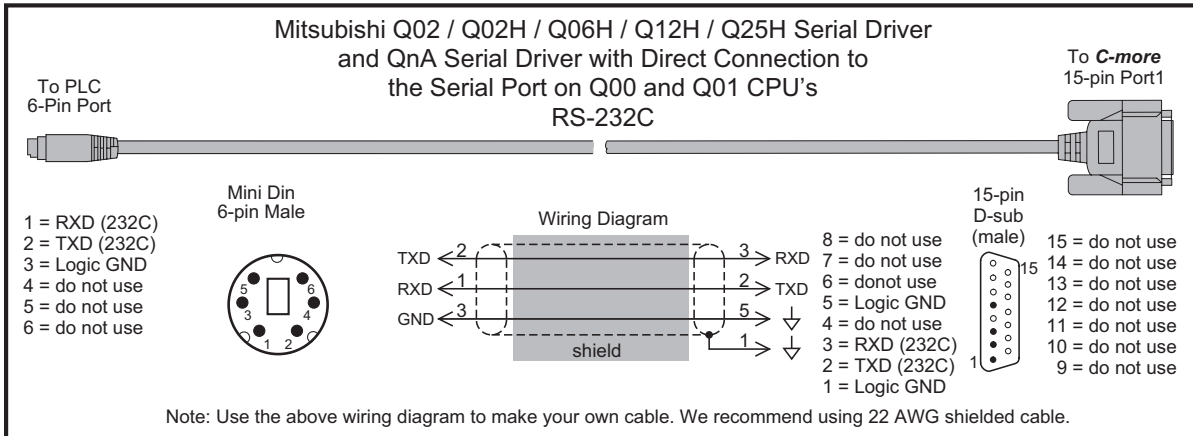 Mitsubishi Q02 / Q02H / Q06H / Q12H / Q25H Serial Driver
and QnA Serial Driver with Direct Connection to
the Serial Port on Q00 and Q01 CPU's
RS-232C
To PLC
6-Pin Port
To C-more
15-pin Port1
Mini Din
6-pin Male
1 = RXD (232C)
2 = TXD (232C)
3 = Logic GND
4 = do not use
5 = do not use
6 = do not use
5 6
3 4
1 2
Wiring Diagram
TXD 2 3 RXD
RXD 1 2 TXD
GND 3 5
1
shield
8 = do not use
7 = do not use
6 = donot use
5 = Logic GND
4 = do not use
3 = RXD (232C)
2 = TXD (232C)
1 = Logic GND
15-pin
D-sub
(male)
15
1
15 = do not use
14 = do not use
13 = do not use
12 = do not use
11 = do not use
10 = do not use
9 = do not use
Note: Use the above wiring diagram to make your own cable. We recommend using 22 AWG shielded cable.